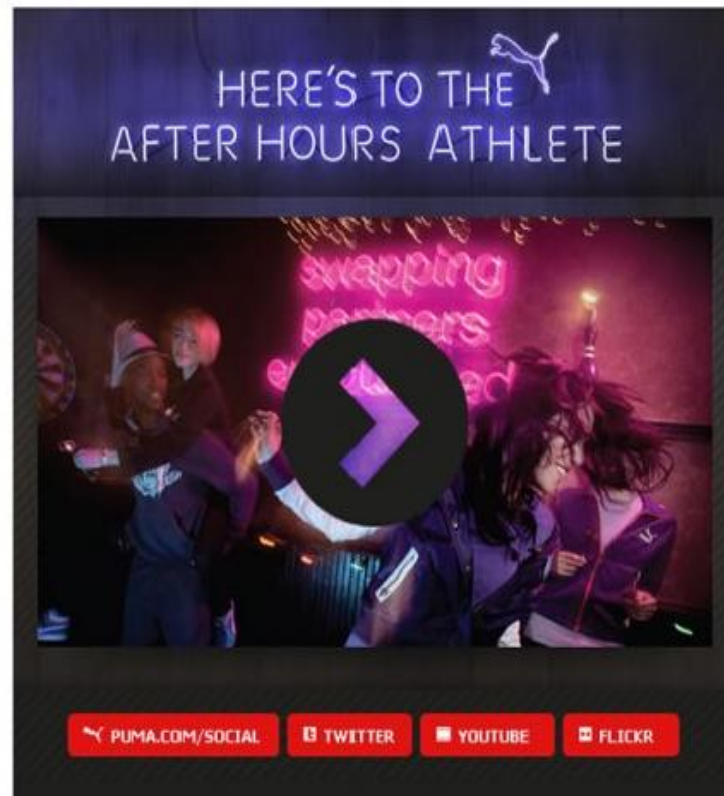 HERE'S TO THE
AFTER HOURS ATHLETE
swapping
partners
PUMA.COM/SOCIAL
TWITTER
YOUTUBE
FLICKR